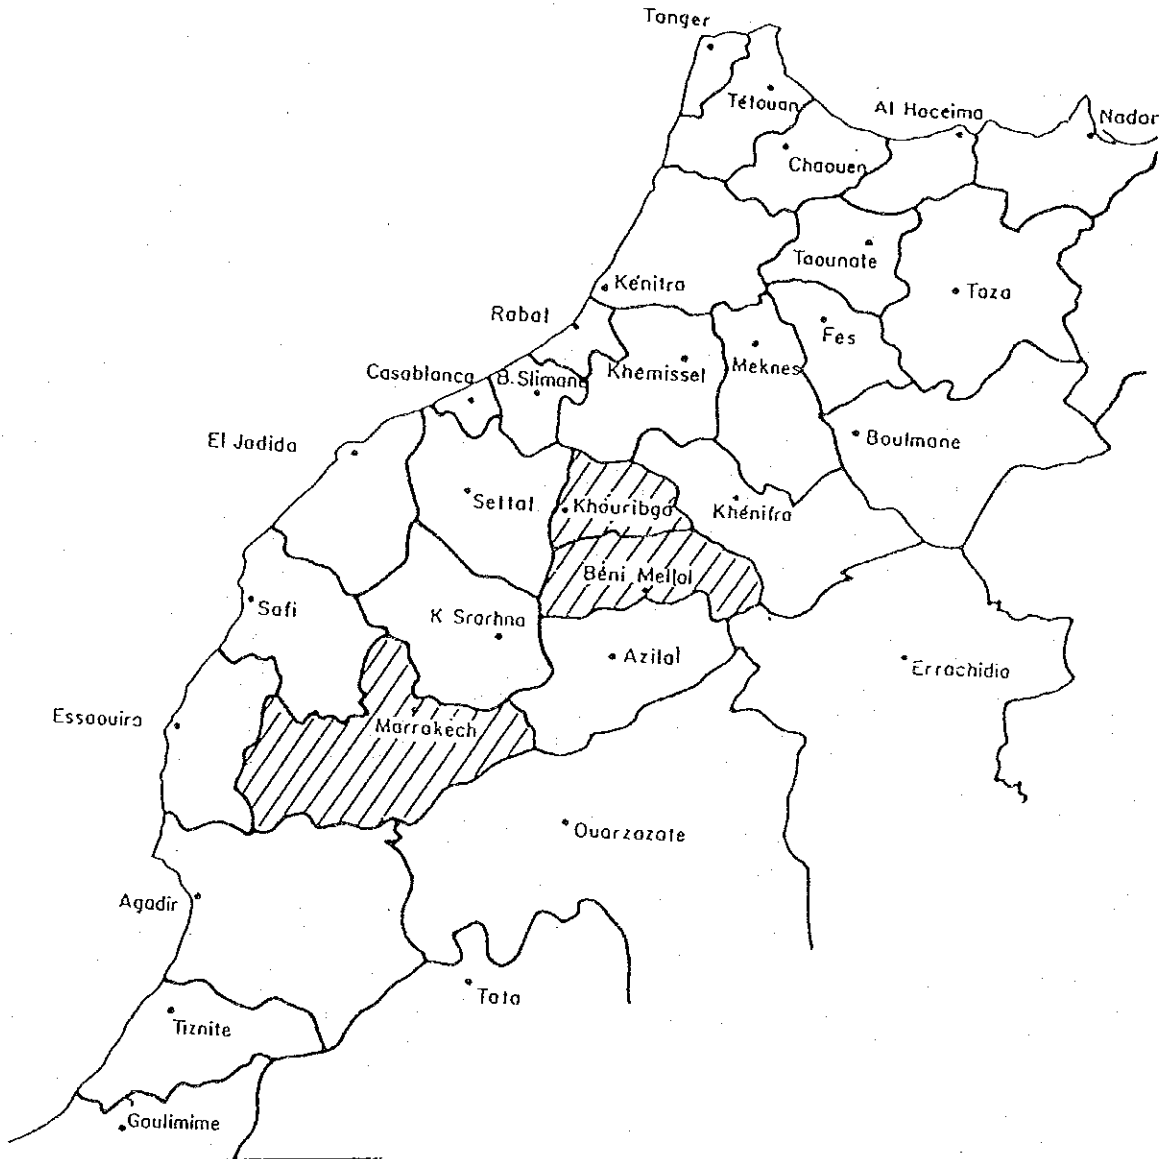 Tanger
Tétouan
Al Hoceima
Nador
Chaouen
Taounate
Kénitra
Taza
Rabat
Fes
Casablanca
B. Slimane
Khémisset
Meknes
El Jadida
Boulmane
Settat
Khouribga
Khénifra
Béni Mellal
Safi
K Srarhna
Azilal
Errachidia
Essaouira
Marrakech
Ouarzazate
Agadir
Tata
Tiznite
Goulimime